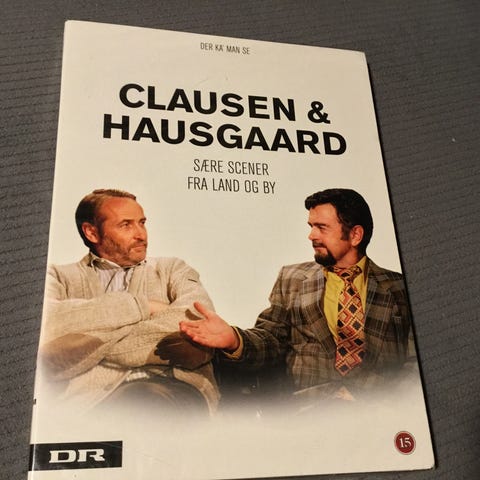 DER KA' MAN SE
CLAUSEN &
HAUSGAARD
SÆRE SCENER
FRA LAND OG BY
DR
15